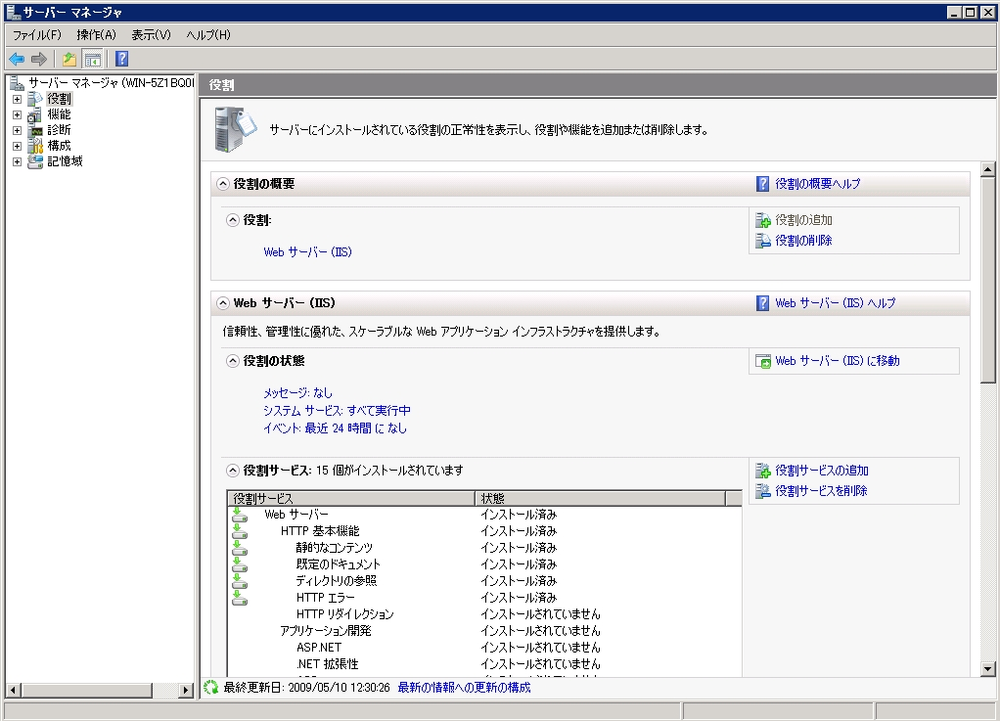 サーバー マネージャ
ファイル(F) 操作(A) 表示(V) ヘルプ(H)
サーバー マネージャ (WIN-5Z1BQ0
役割
機能
診断
構成
記憶域
役割
サーバーにインストールされている役割の正常性を表示し、役割や機能を追加または削除します。
役割の概要
役割の概要ヘルプ
役割:
役割の追加
役割の削除
Web サーバー (IIS)
Web サーバー (IIS)
Web サーバー (IIS) ヘルプ
信頼性、管理性に優れた、スケーラブルな Web アプリケーション インフラストラクチャを提供します。
役割の状態
Web サーバー (IIS) に移動
メッセージ: なし
システム サービス: すべて実行中
イベント: 最近 24 時間 に なし
役割サービス: 15 個がインストールされています
役割サービスの追加
役割サービスを削除
役割サービス 状態
Web サーバー インストール済み
HTTP 基本機能 インストール済み
静的なコンテンツ インストール済み
既定のドキュメント インストール済み
ディレクトリの参照 インストール済み
HTTP エラー インストール済み
HTTP リダイレクション インストールされていません
アプリケーション開発 インストールされていません
ASP.NET インストールされていません
.NET 拡張性 インストールされていません
最終更新日: 2009/05/10 12:30:26 最新の情報への更新の構成